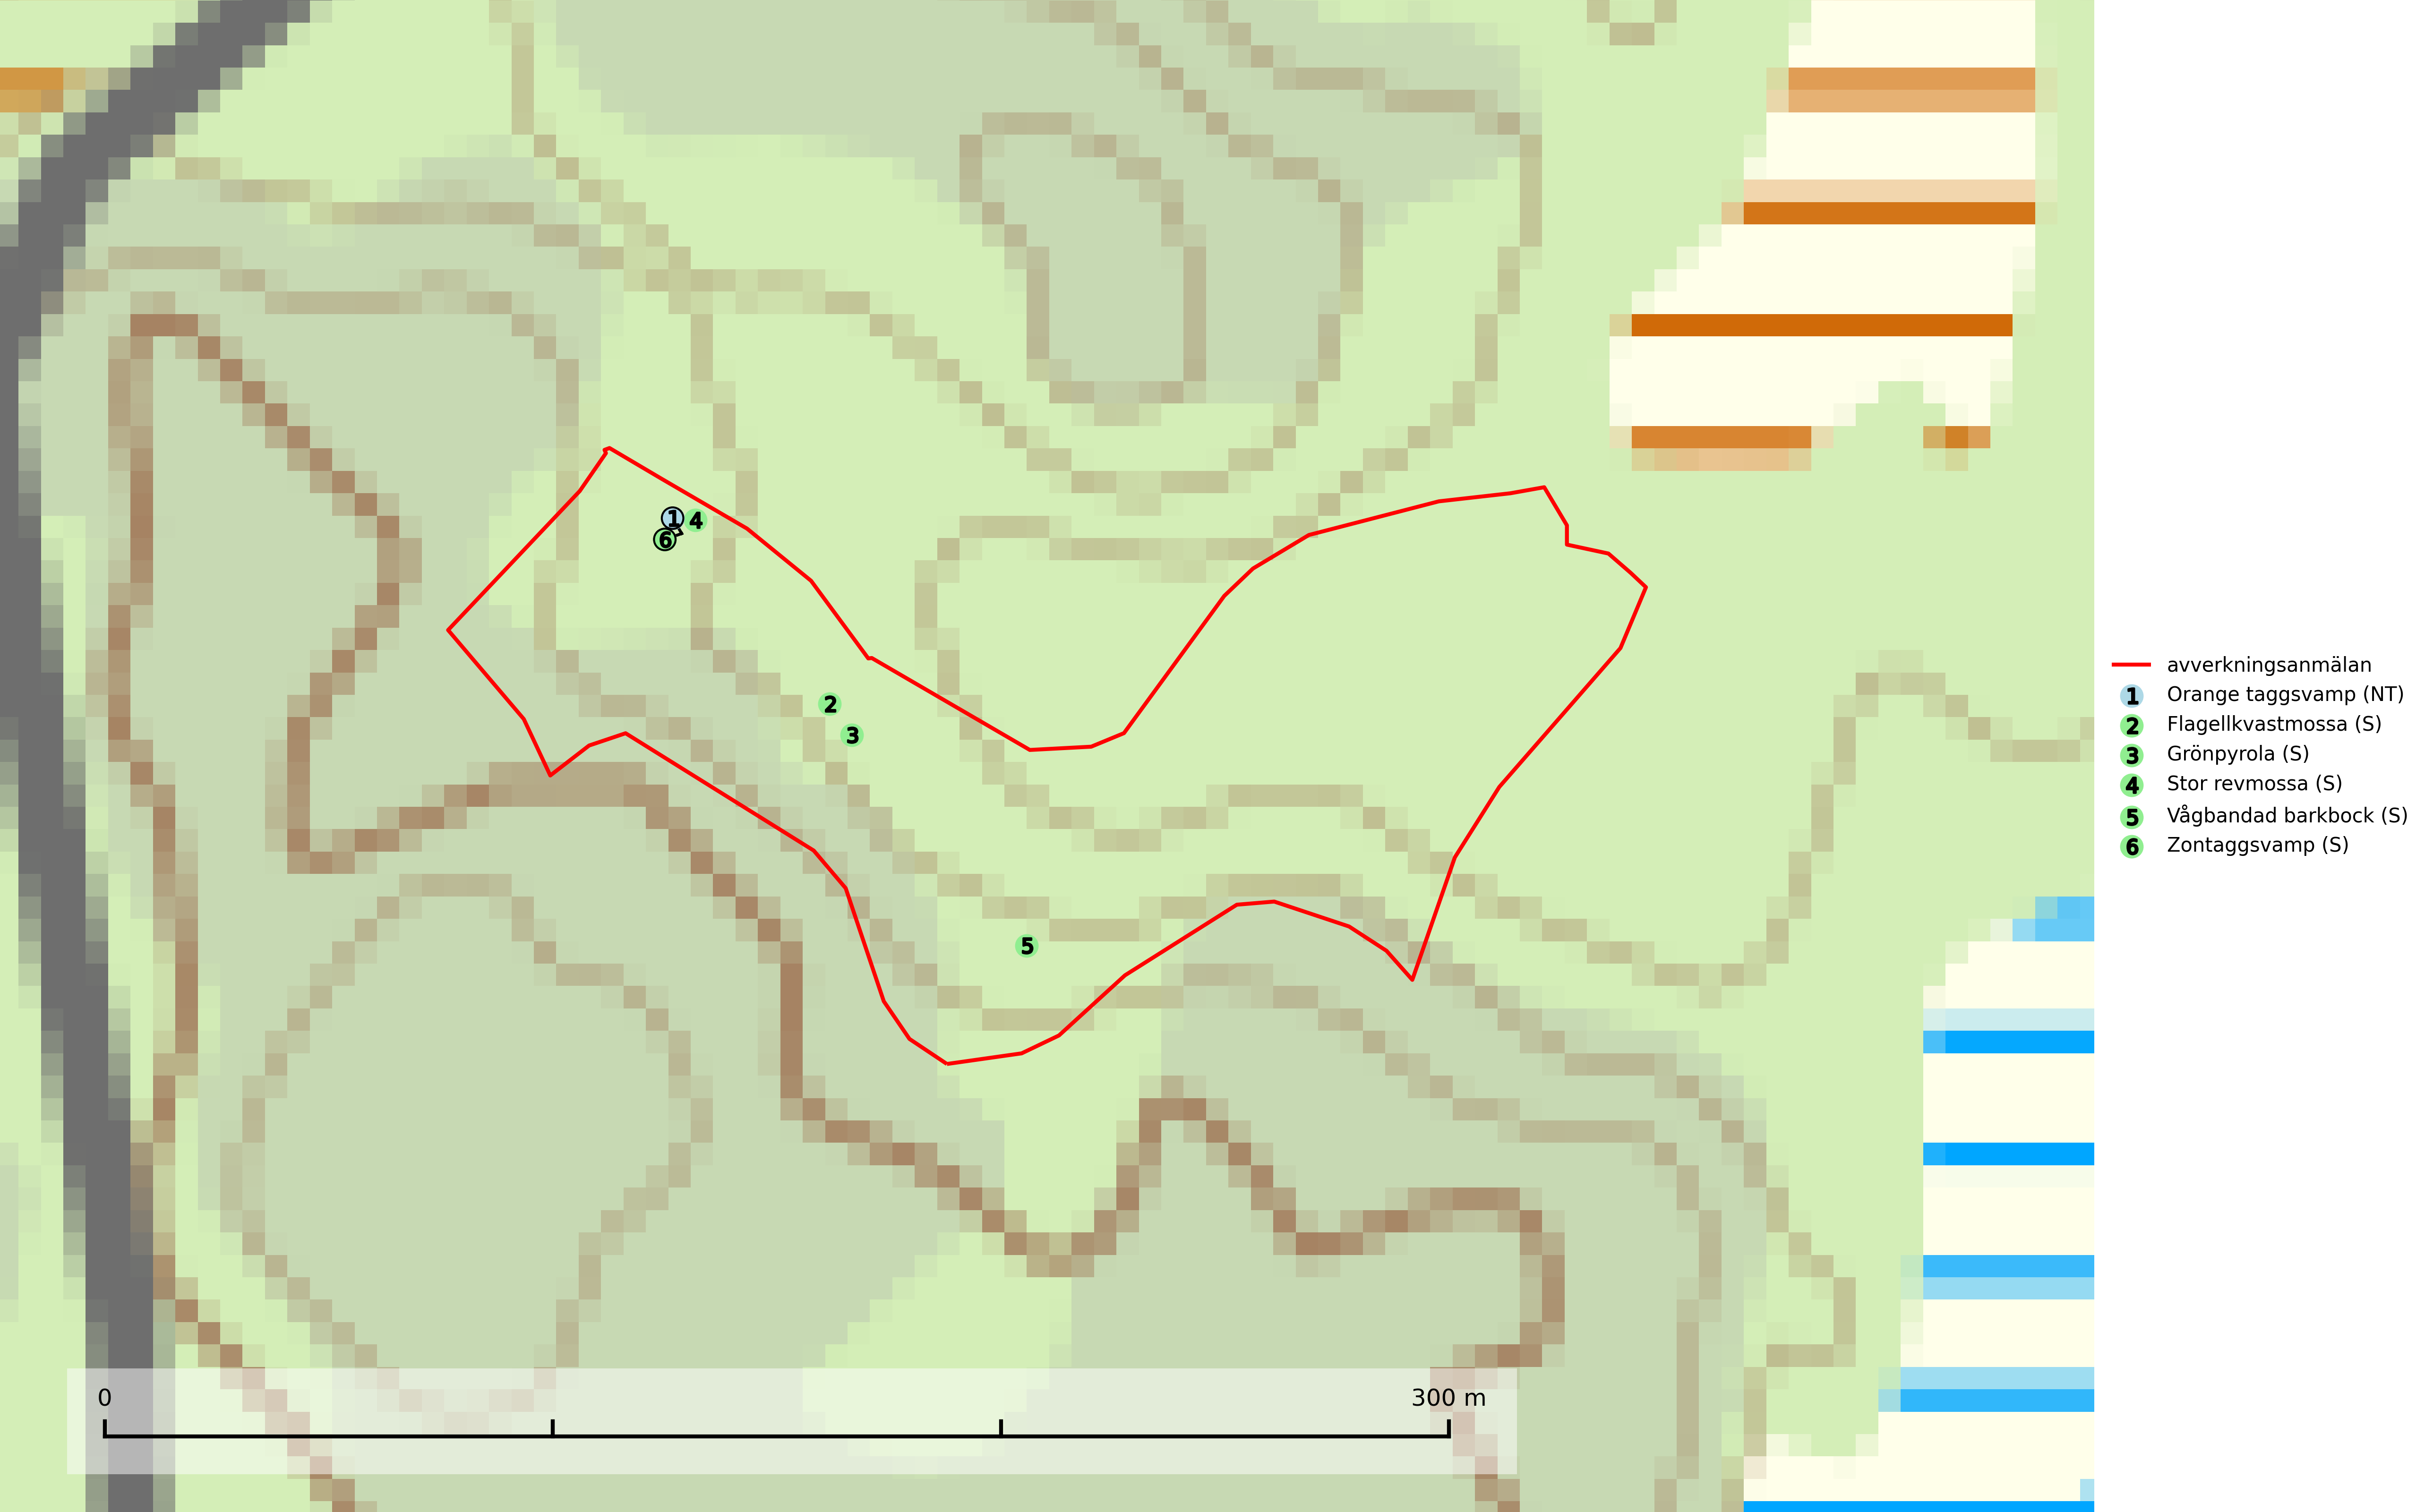 1 4
6
2
3
5
avverkningsanmälan
1 Orange taggsvamp (NT)
2 Flagellkvastmossa (S)
3 Grönpyrola (S)
4 Stor revmossa (S)
5 Vågbandad barkbock (S)
6 Zontaggsvamp (S)
0 300 m